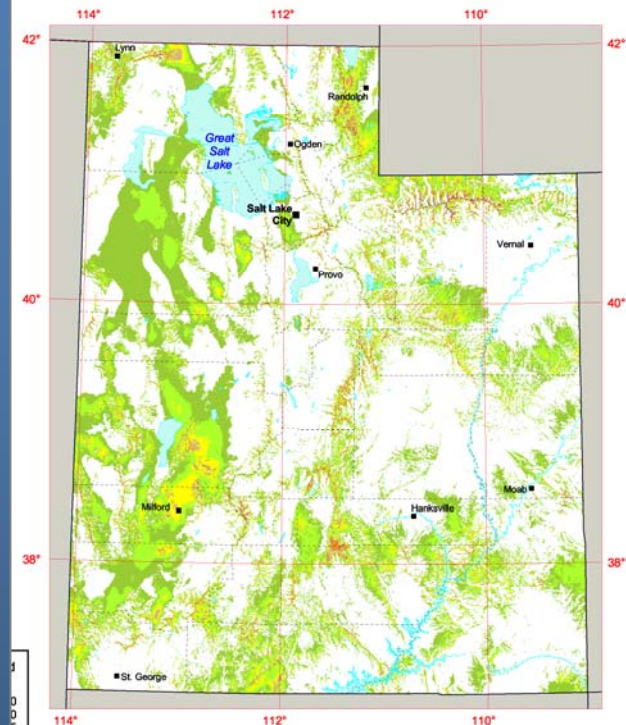 114°
112°
110°
42°
Lynn
Randolph
Great
Salt
Lake
Ogden
Salt Lake
City
Vernal
Provo
40°
40°
Milford
Hanksville
Moab
38°
38°
St. George
114°
112°
110°